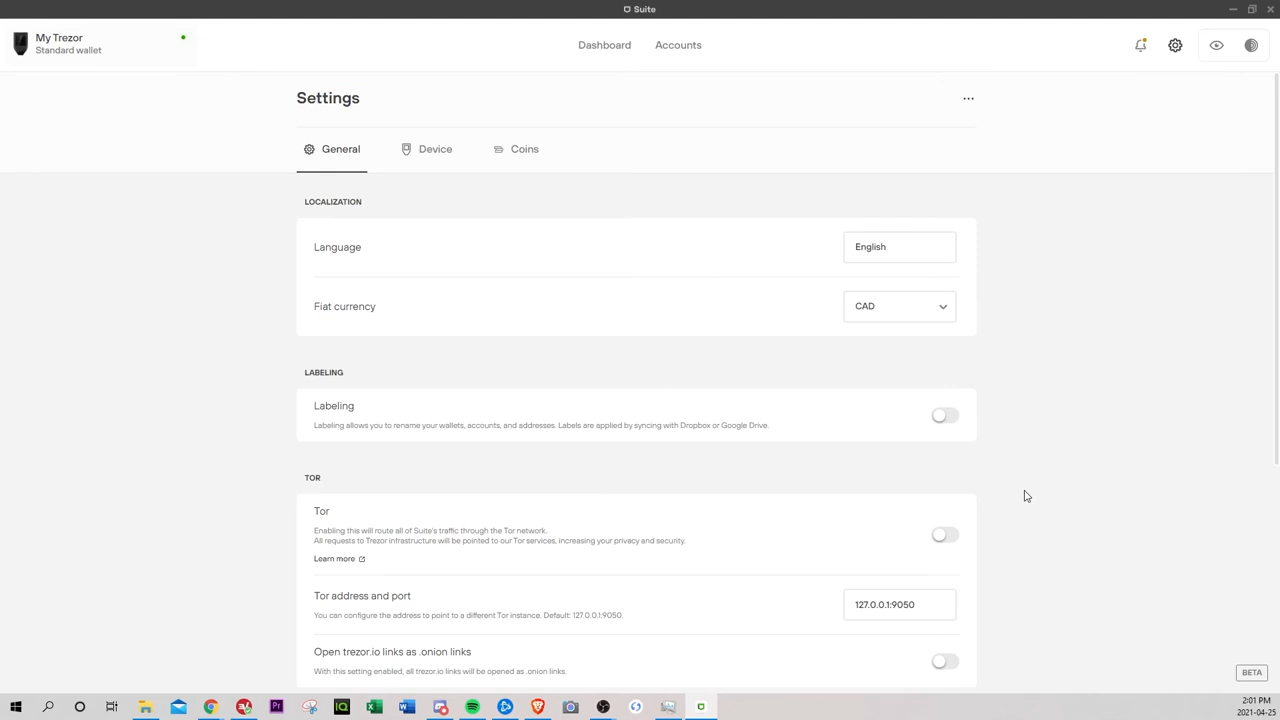 Suite
My Trezor
Standard wallet
Dashboard
Accounts
Settings
General
Device
Coins
LOCALIZATION
Language
English
Fiat currency
CAD
LABELING
Labeling
Labeling allows you to rename your wallets, accounts, and addresses. Labels are applied by syncing with Dropbox or Google Drive.
TOR
Tor
Enabling this will route all of Suite's traffic through the Tor network.
All requests to Trezor infrastructure will be pointed to our Tor services, increasing your privacy and security.
Learn more
Tor address and port
127.0.0.1:9050
You can configure the address to point to a different Tor instance. Default: 127.0.0.1:9050.
Open trezor.io links as .onion links
With this setting enabled, all trezor.io links will be opened as .onion links.
BETA
2:01 PM
2021-04-25